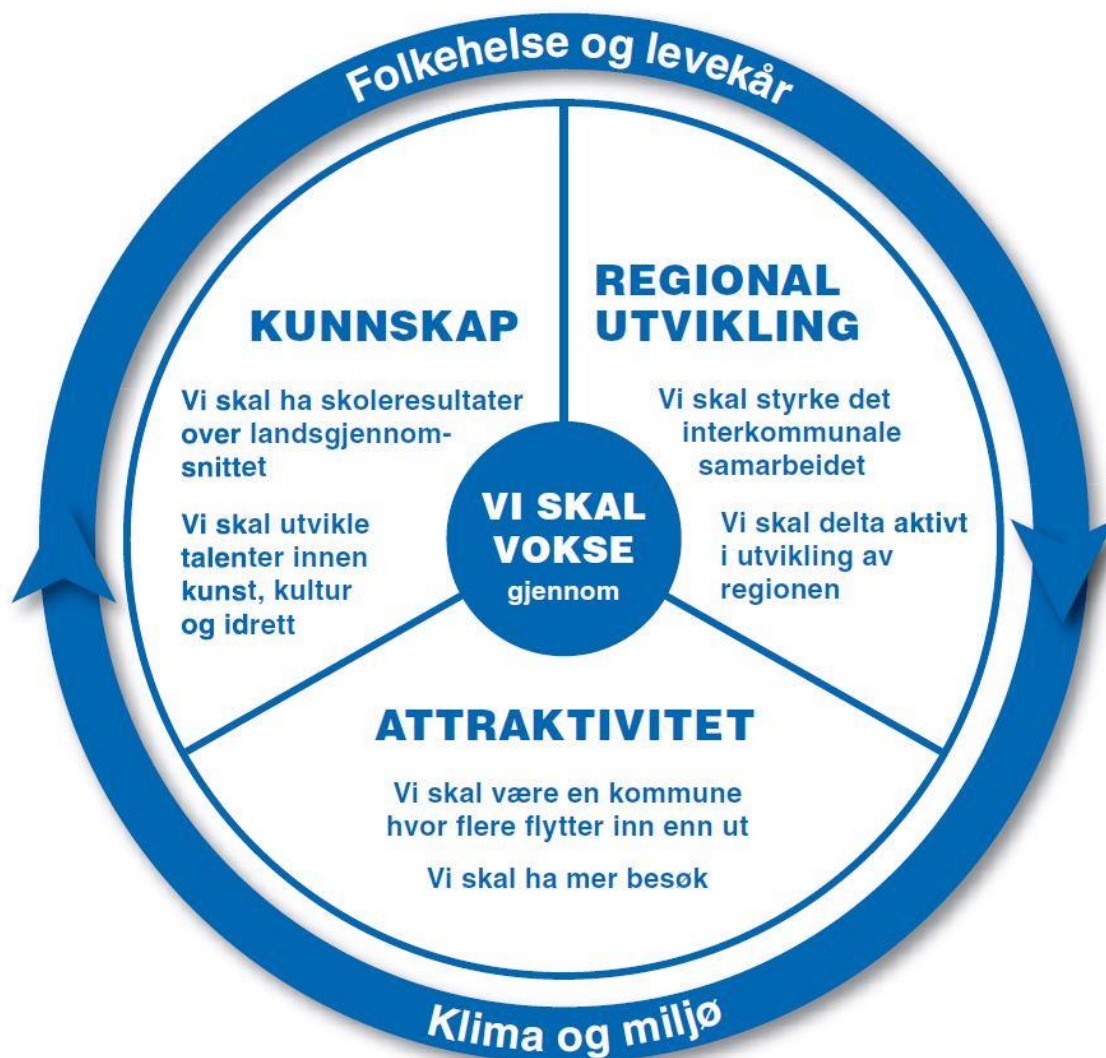 Folkehelse og levekår
KUNNSKAP
Vi skal ha skoleresultater
over landsgjennom-
snittet
Vi skal utvikle
talenter innen
kunst, kultur
og idrett
REGIONAL
UTVIKLING
Vi skal styrke det
interkommunale
samarbeidet
Vi skal delta aktivt
i utvikling av
regionen
VI SKAL
VOKSE
gjennom
ATTRAKTIVITET
Vi skal være en kommune
hvor flere flytter inn enn ut
Vi skal ha mer besøk
Klima og miljø